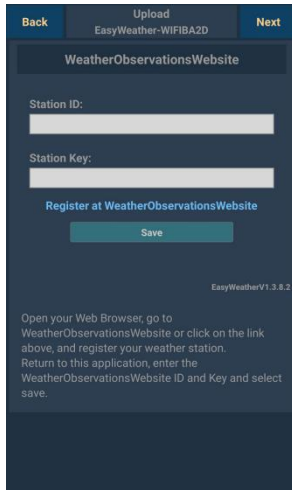 Back
Upload
EasyWeather-WIFIBA2D
Next
WeatherObservationsWebsite
Station ID:
Station Key:
Register at WeatherObservationsWebsite
Save
EasyWeatherV1.3.8.2
Open your Web Browser, go to
WeatherObservationsWebsite or click on the link
above, and register your weather station.
Return to this application, enter the
WeatherObservationsWebsite ID and Key and select
save.